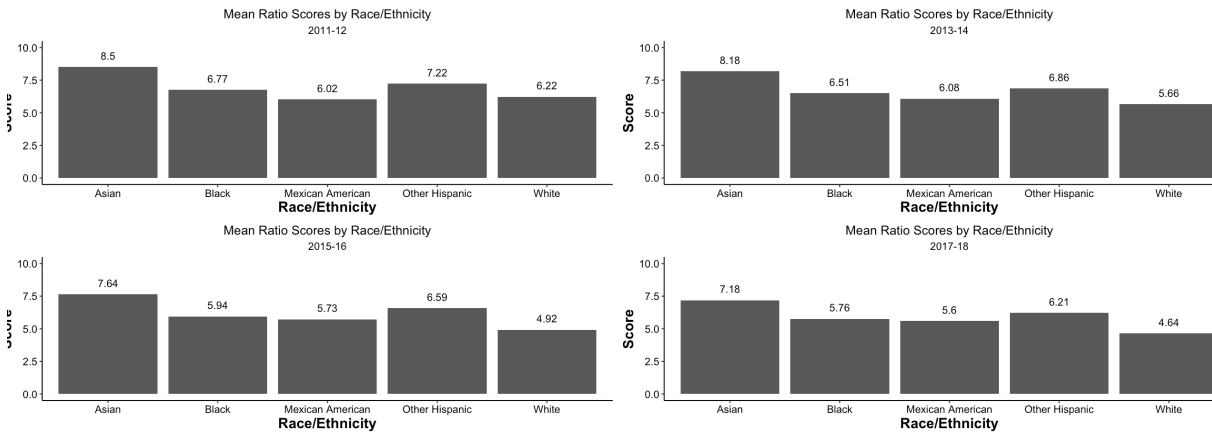 Mean Ratio Scores by Race/Ethnicity
2011-12
10.0
7.5
5.0
2.5
0.0
Score
8.5
6.77
6.02
7.22
6.22
Asian Black Mexican American Other Hispanic White
Race/Ethnicity
Mean Ratio Scores by Race/Ethnicity
2013-14
10.0
7.5
5.0
2.5
0.0
Score
8.18
6.51
6.08
6.86
5.66
Asian Black Mexican American Other Hispanic White
Race/Ethnicity
Mean Ratio Scores by Race/Ethnicity
2015-16
10.0
7.5
5.0
2.5
0.0
Score
7.64
5.94
5.73
6.59
4.92
Asian Black Mexican American Other Hispanic White
Race/Ethnicity
Mean Ratio Scores by Race/Ethnicity
2017-18
10.0
7.5
5.0
2.5
0.0
Score
7.18
5.76
5.6
6.21
4.64
Asian Black Mexican American Other Hispanic White
Race/Ethnicity